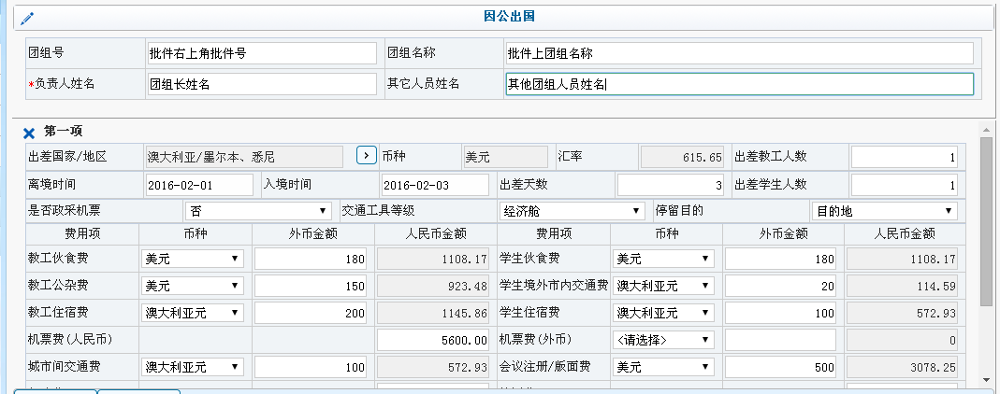 因公出国
团组号 批件右上角批件号 团组名称 批件上团组名称
*负责人姓名 团组长姓名 其它人员姓名 其他团组人员姓名
第一项
出差国家/地区 澳大利亚/墨尔本、悉尼 > 币种 美元 汇率 615.65 出差教工人数 1
离境时间 2016-02-01 入境时间 2016-02-03 出差天数 3 出差学生人数 1
是否政采机票 否 交通工具等级 经济舱 停留目的 目的地
费用项 币种 外币金额 人民币金额 费用项 币种 外币金额 人民币金额
教工伙食费 美元 180 1108.17 学生伙食费 美元 180 1108.17
教工公杂费 美元 150 923.48 学生境外市内交通费 澳大利亚元 20 114.59
教工住宿费 澳大利亚元 200 1145.86 学生住宿费 澳大利亚元 100 572.93
机票费(人民币) 5600.00 机票费(外币) <请选择> 0
城市间交通费 澳大利亚元 100 572.93 会议注册/版面费 美元 500 3078.25